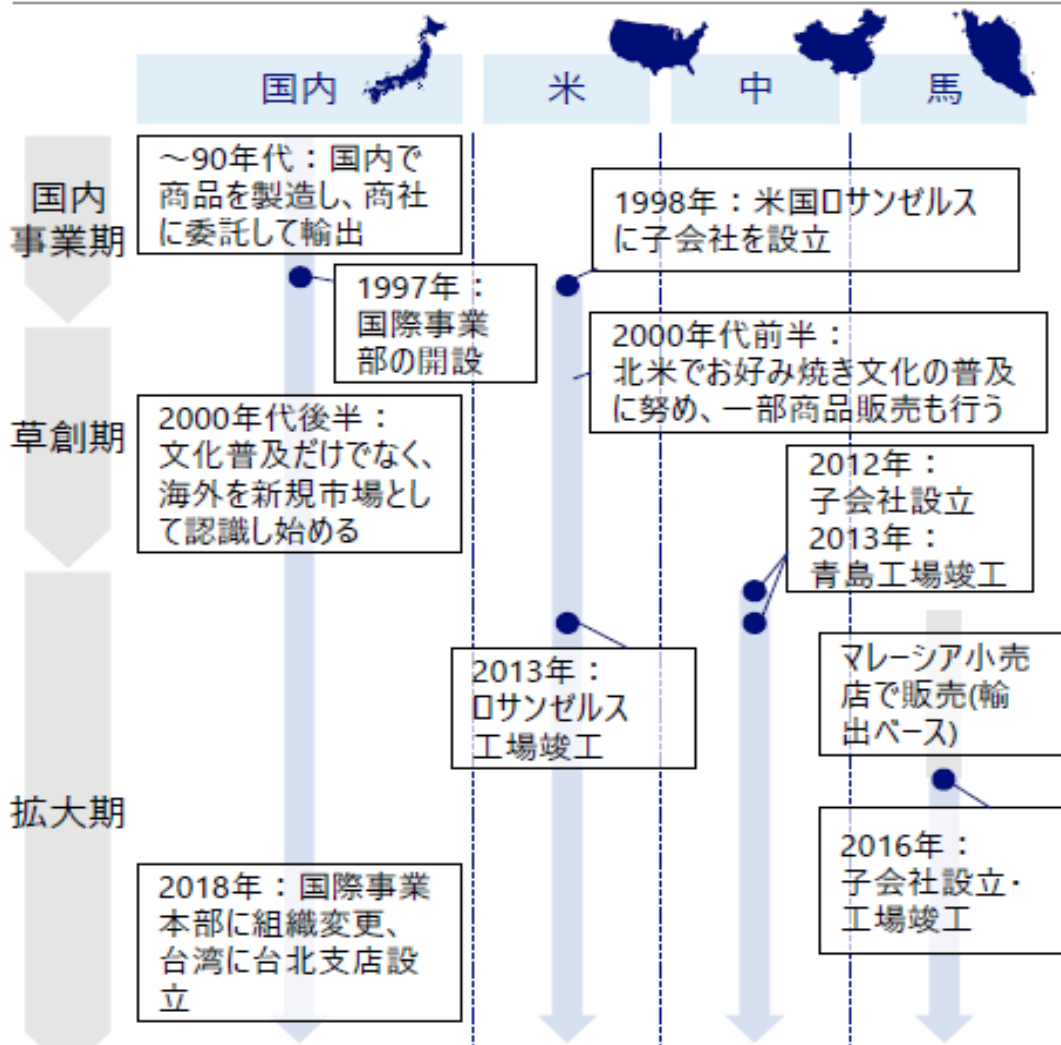 国内
米
中
馬
国内
事業期
～90年代：国内で
商品を製造し、商社
に委託して輸出
1998年：米国ロサンゼルス
に子会社を設立
1997年：
国際事業
部の開設
2000年代前半：
北米でお好み焼き文化の普及
に努め、一部商品販売も行う
草創期
2000年代後半：
文化普及だけでなく、
海外を新規市場とし
て認識し始める
2012年：
子会社設立
2013年：
青島工場竣工
2013年：
ロサンゼルス
工場竣工
マレーシア小売
店で販売(輸
出ベース)
拡大期
2016年：
子会社設立・
工場竣工
2018年：国際事業
本部に組織変更、
台湾に台北支店設
立